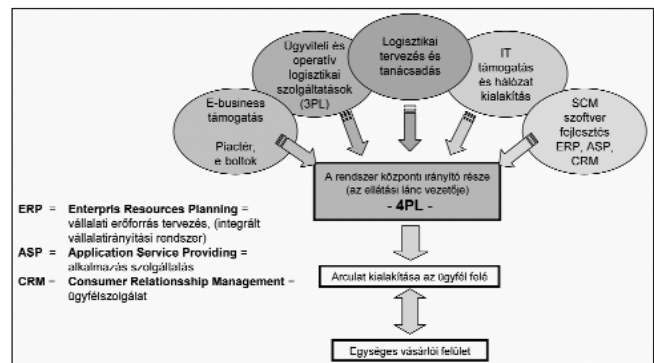 E-business
támogatás
Piactér,
e boltok
Ügyviteli és
operatív
logisztikai
szolgáltatások
(3PL)
Logisztikai
tervezés és
tanácsadás
IT
támogatás
és hálózat
kialakítás
SCM
szoftver
fejlesztés
ERP, ASP,
CRM
A rendszer központi irányító része
(az ellátási lánc vezetője)
- 4PL -
ERP = Enterpris Resources Planning =
vállalati erőforrás tervezés, (integrált
vállalatirányítási rendszer)
ASP = Application Service Providing =
alkalmazás szolgáltatás
CRM = Consumer Relationsship Management =
ügyfélszolgálat
Arculat kialakítása az ügyfél felé
Egységes vásárlói felület